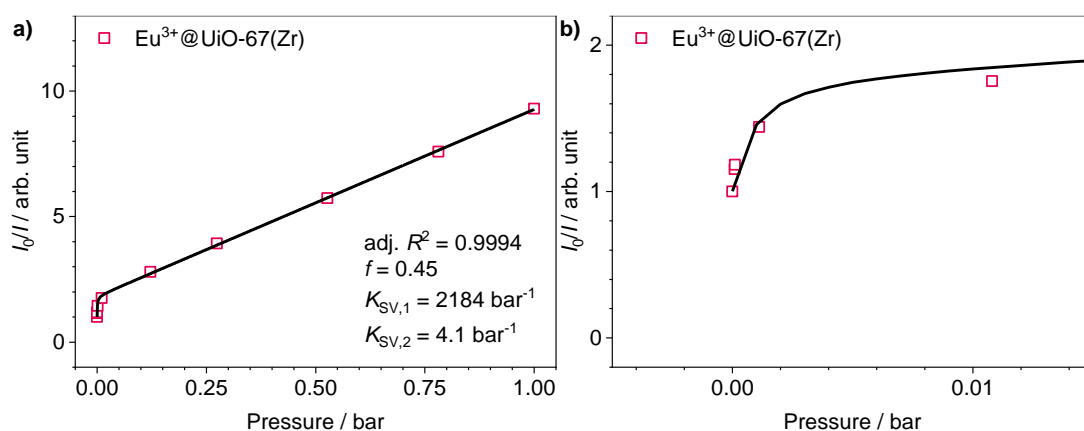 a)
Eu³⁺@UiO-67(Zr)
10
5
0
I₀/I / arb. unit
adj. R² = 0.9994
f = 0.45
K_SV,1 = 2184 bar⁻¹
K_SV,2 = 4.1 bar⁻¹
0.00 0.25 0.50 0.75 1.00
Pressure / bar
b)
Eu³⁺@UiO-67(Zr)
2
1
0
I₀/I / arb. unit
0.00 0.01
Pressure / bar